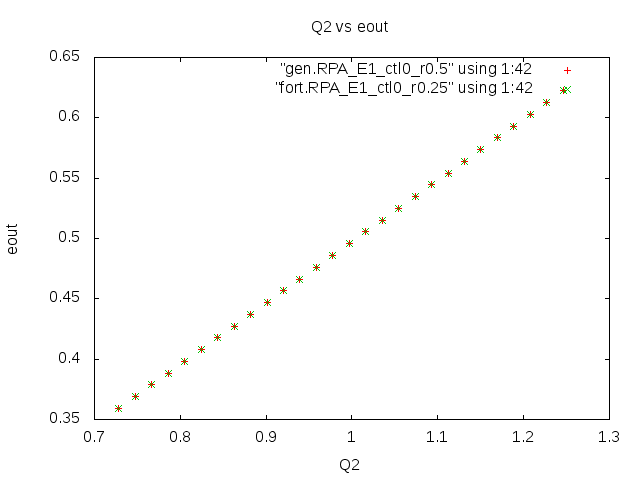 Q2 vs eout
"gen.RPA_E1_ctl0_r0.5" using 1:42
"fort.RPA_E1_ctl0_r0.25" using 1:42
0.65
0.6
0.55
0.5
0.45
0.4
0.35
eout
0.7 0.8 0.9 1 1.1 1.2 1.3
Q2